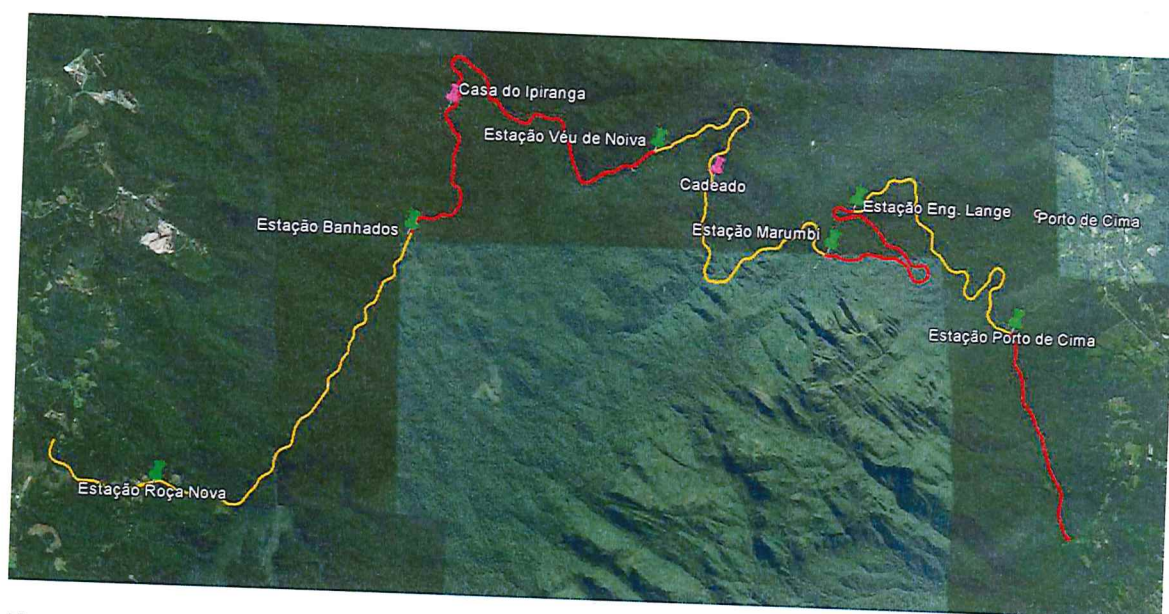 Casa do Ipiranga
Estação Véu de Noiva
Cadeado
Estação Eng. Lange
Porto de Cima
Estação Banhados
Estação Marumbi
Estação Porto de Cima
Estação Roça Nova